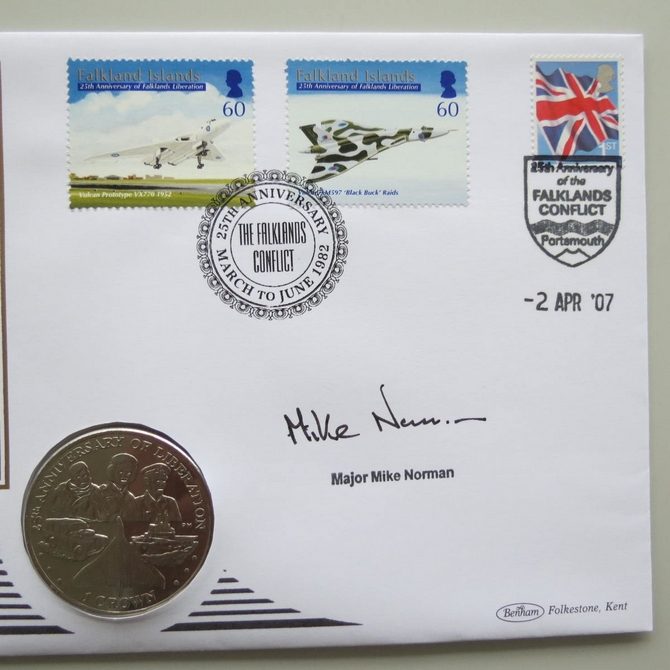 Falkland Islands
25th Anniversary of Falklands Liberation
60
Vulcan Prototype VX770 1952
Falkland Islands
25th Anniversary of Falklands Liberation
60
M597 'Black Buck' Raids
1ST
25TH ANNIVERSARY
THE FALKLANDS
CONFLICT
MARCH TO JUNE 1982
25th Anniversary
of the
FALKLANDS
CONFLICT
Portsmouth
-2 APR '07
Mike Norman
Major Mike Norman
25th ANNIVERSARY OF LIBERATION
PM
1 CROWN
Benham Folkestone, Kent